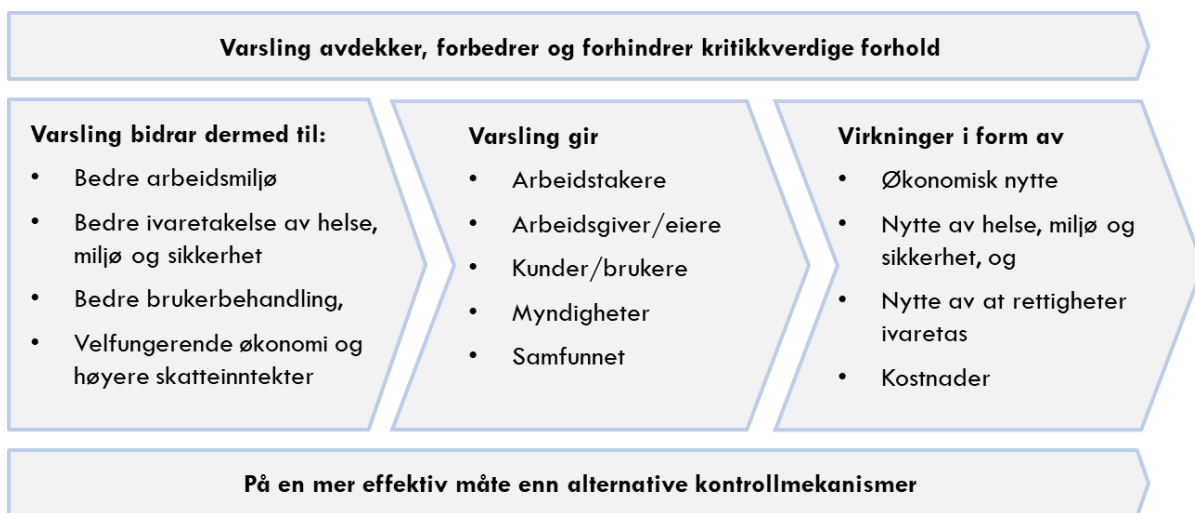 Varsling avdekker, forbedrer og forhindrer kritikkverdige forhold
Varsling bidrar dermed til:
• Bedre arbeidsmiljø
• Bedre ivaretakelse av helse,
miljø og sikkerhet
• Bedre brukerbehandling,
• Velfungerende økonomi og
høyere skatteinntekter
Varsling gir
• Arbeidstakere
• Arbeidsgiver/eiere
• Kunder/brukere
• Myndigheter
• Samfunnet
Virkninger i form av
• Økonomisk nytte
• Nytte av helse, miljø og
sikkerhet, og
• Nytte av at rettigheter
ivaretas
• Kostnader
På en mer effektiv måte enn alternative kontrollmekanismer